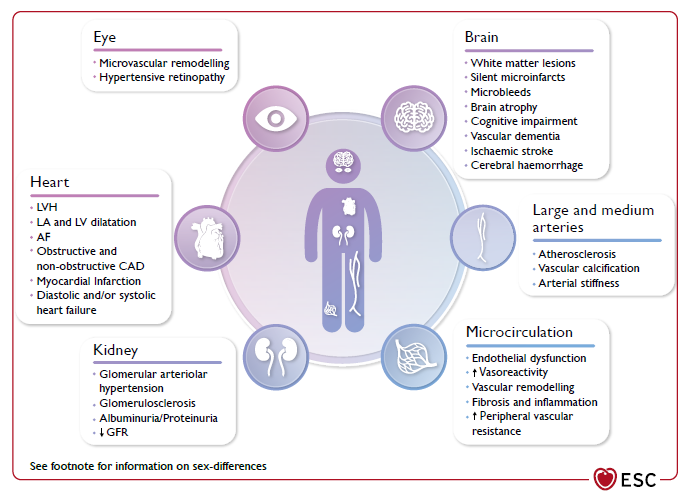 Eye
• Microvascular remodelling
• Hypertensive retinopathy
Brain
• White matter lesions
• Silent microinfarcts
• Microbleeds
• Brain atrophy
• Cognitive impairment
• Vascular dementia
• Ischaemic stroke
• Cerebral haemorrhage
Heart
• LVH
• LA and LV dilatation
• AF
• Obstructive and
non-obstructive CAD
• Myocardial Infarction
• Diastolic and/or systolic
heart failure
Large and medium
arteries
• Atherosclerosis
• Vascular calcification
• Arterial stiffness
Kidney
• Glomerular arteriolar
hypertension
• Glomerulosclerosis
• Albuminuria/Proteinuria
• ↓ GFR
Microcirculation
• Endothelial dysfunction
• ↑ Vasoreactivity
• Vascular remodelling
• Fibrosis and inflammation
• ↑ Peripheral vascular
resistance
See footnote for information on sex-differences
ESC